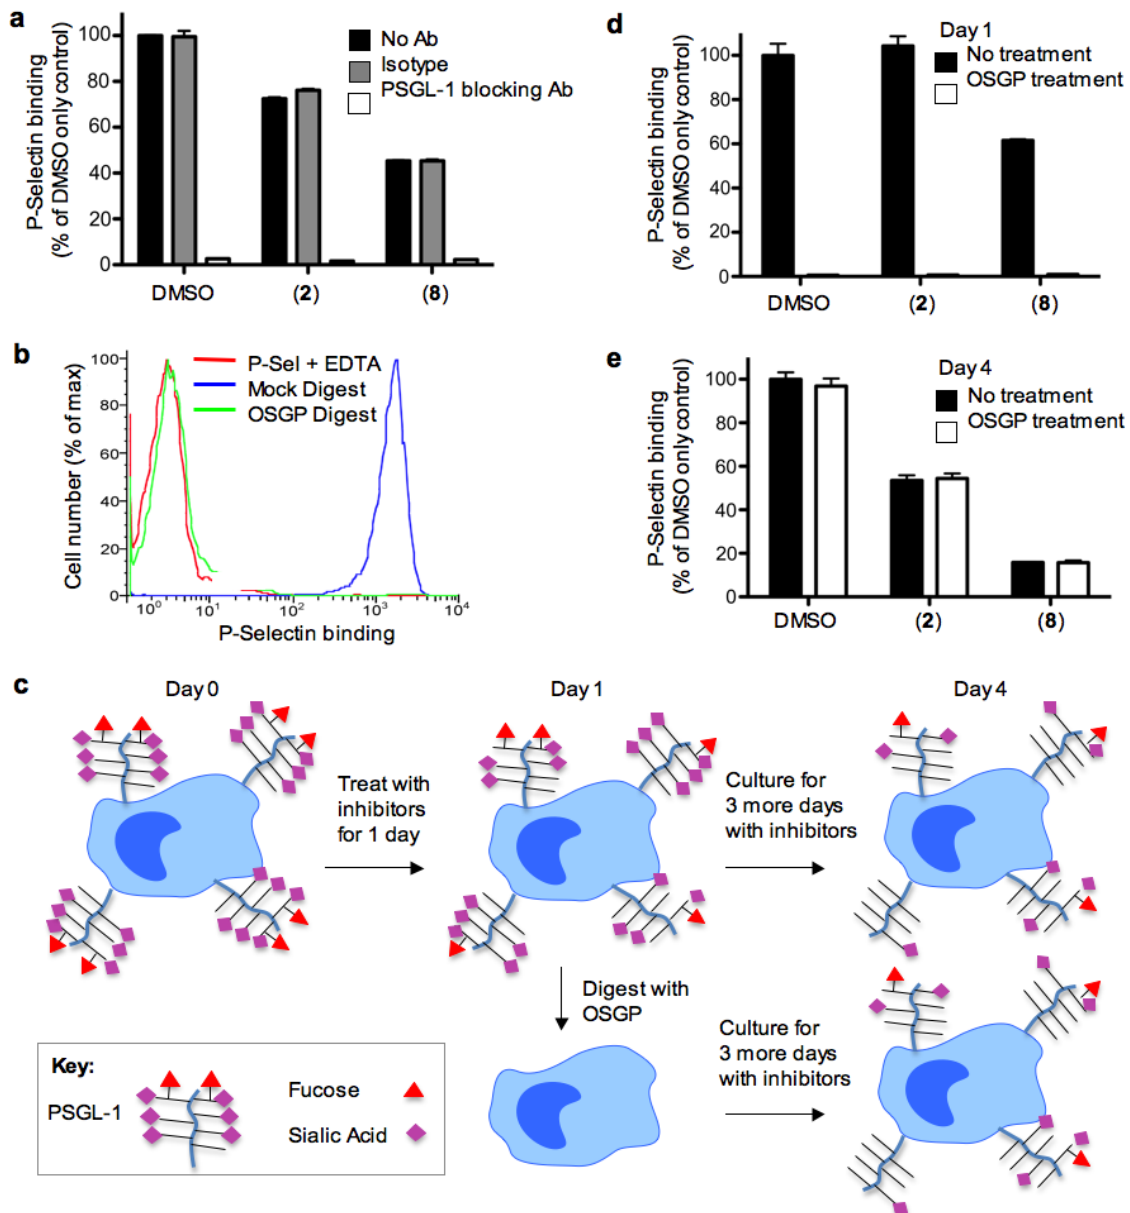 a
P-Selectin binding
(% of DMSO only control)
100
80
60
40
20
0
No Ab
Isotype
PSGL-1 blocking Ab
DMSO
(2)
(8)
d
P-Selectin binding
(% of DMSO only control)
100
80
60
40
20
0
Day 1
No treatment
OSGP treatment
DMSO
(2)
(8)
b
Cell number (% of max)
100
80
60
40
20
0
P-Sel + EDTA
Mock Digest
OSGP Digest
10⁰
10¹
10²
10³
10⁴
P-Selectin binding
e
P-Selectin binding
(% of DMSO only control)
100
80
60
40
20
0
Day 4
No treatment
OSGP treatment
DMSO
(2)
(8)
c
Day 0
Day 1
Day 4
Treat with
inhibitors
for 1 day
Culture for
3 more days
with inhibitors
Digest with
OSGP
Culture for
3 more days
with inhibitors
Key:
PSGL-1
Fucose
Sialic Acid